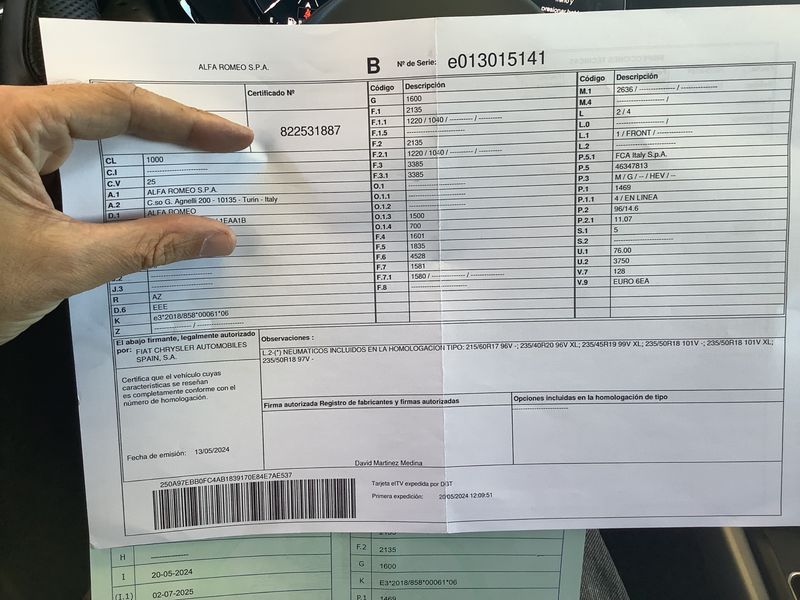 ALFA ROMEO S.P.A.
B Nº de Serie: e013015141
Certificado Nº
822531887
CL 1000
C.I --------------------
C.V 25
A.1 ALFA ROMEO S.P.A.
A.2 C.so G. Agnelli 200 - 10135 - Turin - Italy
D.1 ALFA ROMEO
1EAA1B
J.2 --------------------
J.3 --------------------
R AZ
D.6 EEE
K e3*2018/858*00061*06
Z ------------ / ----------------
Código Descripción
G 1600
F.1 2135
F.1.1 1220 / 1040 / ---------- / ----------
F.1.5 --------------------
F.2 2135
F.2.1 1220 / 1040 / ---------- / ----------
F.3 3385
F.3.1 3385
O.1 --------------------
O.1.1 --------------------
O.1.2 --------------------
O.1.3 1500
O.1.4 700
F.4 1601
F.5 1835
F.6 4528
F.7 1581
F.7.1 1580 / ------------ / ------------
F.8 --------------------
Código Descripción
M.1 2636 / ------------ / ------------
M.4 ---------------- /
L 2 / 4
L.0 ---------------- /
L.1 1 / FRONT / ------------
L.2 --------------------
P.5.1 FCA Italy S.p.A.
P.5 46347813
P.3 M / G / -- / HEV / --
P.1 1469
P.1.1 4 / EN LINEA
P.2 96/14.6
P.2.1 11.07
S.1 5
S.2 --------------------
U.1 76.00
U.2 3750
V.7 128
V.9 EURO 6EA
El abajo firmante, legalmente autorizado
por: FIAT CHRYSLER AUTOMOBILES
SPAIN, S.A.
Certifica que el vehículo cuyas
características se reseñan
es completamente conforme con el
número de homologación.
Fecha de emisión: 13/05/2024
Observaciones :
L.2-(*) NEUMATICOS INCLUIDOS EN LA HOMOLOGACION TIPO: 215/60R17 96V -; 235/40R20 96V XL; 235/45R19 99V XL; 235/50R18 101V -; 235/50R18 101V XL;
235/50R18 97V -
Firma autorizada Registro de fabricantes y firmas autorizadas
David Martinez Medina
Opciones incluidas en la homologación de tipo
--------------------
250A97EBB0FC4AB1839170E84E7AE537
Tarjeta eITV expedida por DGT
Primera expedición: 20/05/2024 12:09:51
H ------------
I 20-05-2024
(I.1) 02-07-2025
2135
F.2 2135
G 1600
K E3*2018/858*00061*06
P.1 1469